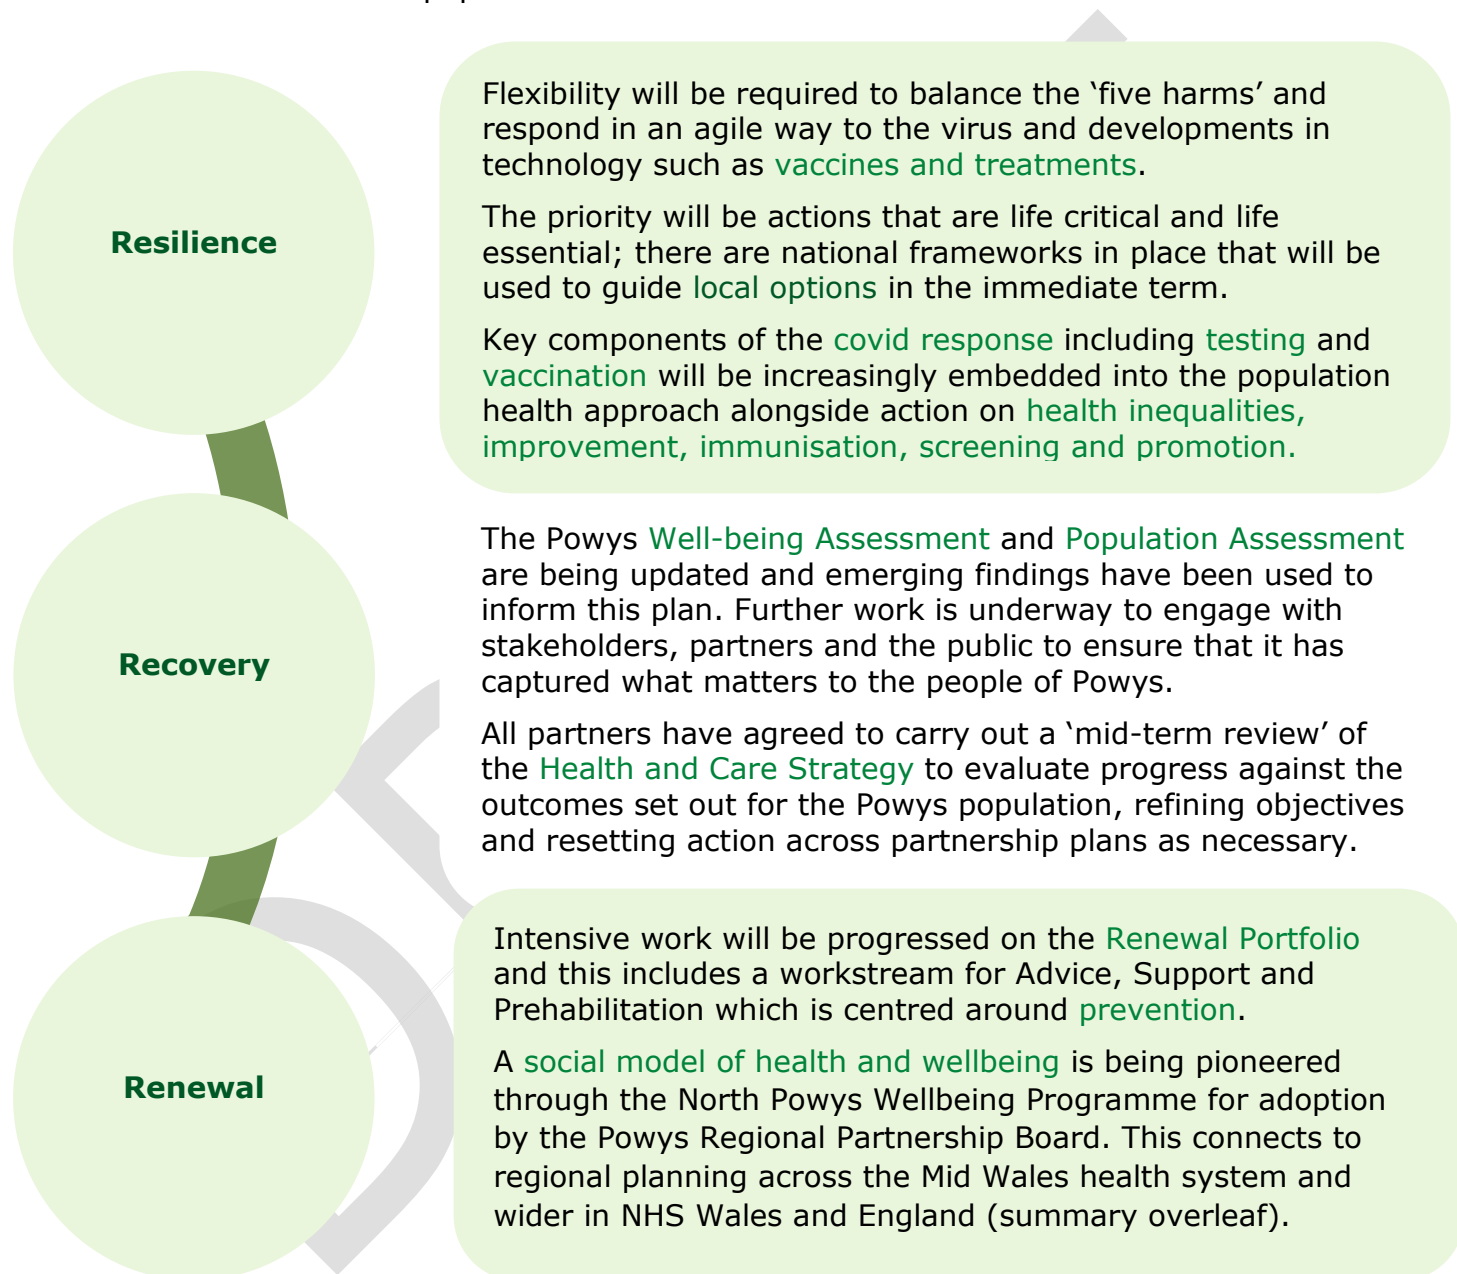 Resilience
Flexibility will be required to balance the ‘five harms’ and
respond in an agile way to the virus and developments in
technology such as vaccines and treatments.
The priority will be actions that are life critical and life
essential; there are national frameworks in place that will be
used to guide local options in the immediate term.
Key components of the covid response including testing and
vaccination will be increasingly embedded into the population
health approach alongside action on health inequalities,
improvement, immunisation, screening and promotion.
Recovery
The Powys Well-being Assessment and Population Assessment
are being updated and emerging findings have been used to
inform this plan. Further work is underway to engage with
stakeholders, partners and the public to ensure that it has
captured what matters to the people of Powys.
All partners have agreed to carry out a ‘mid-term review’ of
the Health and Care Strategy to evaluate progress against the
outcomes set out for the Powys population, refining objectives
and resetting action across partnership plans as necessary.
Renewal
Intensive work will be progressed on the Renewal Portfolio
and this includes a workstream for Advice, Support and
Prehabilitation which is centred around prevention.
A social model of health and wellbeing is being pioneered
through the North Powys Wellbeing Programme for adoption
by the Powys Regional Partnership Board. This connects to
regional planning across the Mid Wales health system and
wider in NHS Wales and England (summary overleaf).